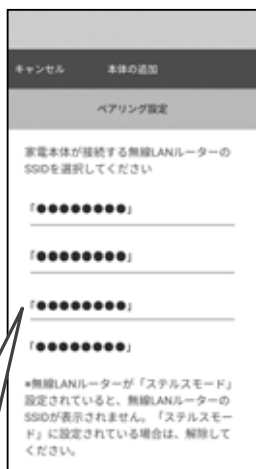 キャンセル 本体の追加
ペアリング設定
家電本体が接続する無線LANルーターの
SSIDを選択してください
「●●●●●●●●」
「●●●●●●●●」
「●●●●●●●●」
「●●●●●●●●」
*無線LANルーターが「ステルスモード」
設定されていると、無線LANルーターの
SSIDが表示されません。「ステルスモー
ド」に設定されている場合は、解除して
ください。